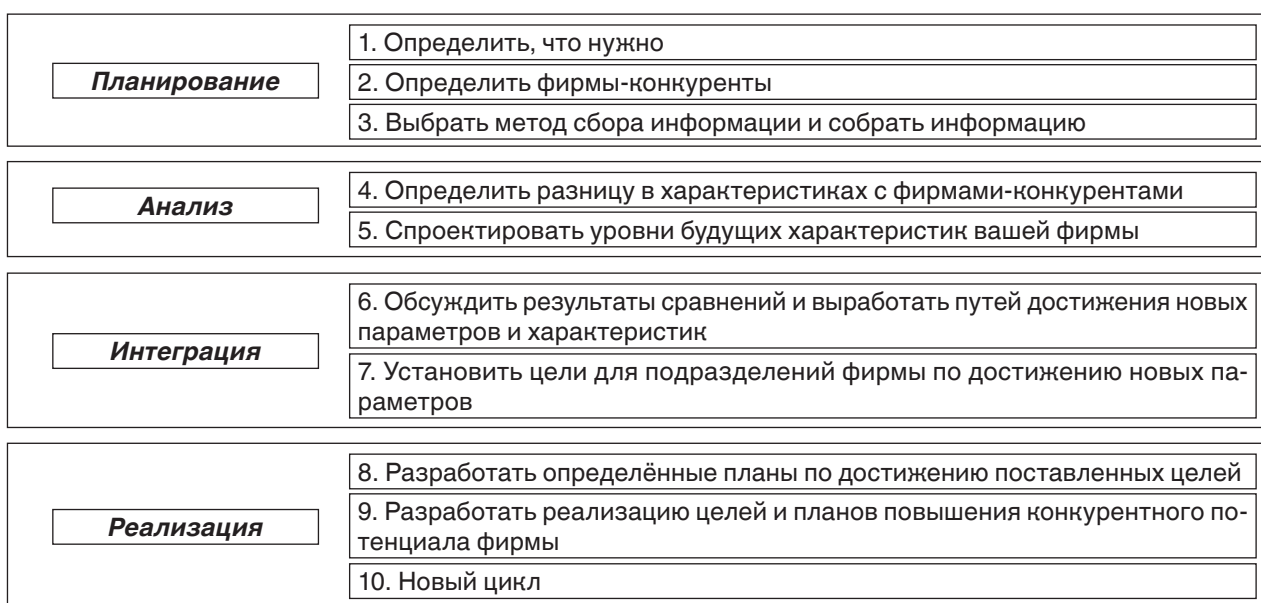 Планирование
1. Определить, что нужно
2. Определить фирмы-конкуренты
3. Выбрать метод сбора информации и собрать информацию
Анализ
4. Определить разницу в характеристиках с фирмами-конкурентами
5. Спроектировать уровни будущих характеристик вашей фирмы
Интеграция
6. Обсуждить результаты сравнений и выработать путей достижения новых
параметров и характеристик
7. Установить цели для подразделений фирмы по достижению новых па-
раметров
Реализация
8. Разработать определённые планы по достижению поставленных целей
9. Разработать реализацию целей и планов повышения конкурентного по-
тенциала фирмы
10. Новый цикл